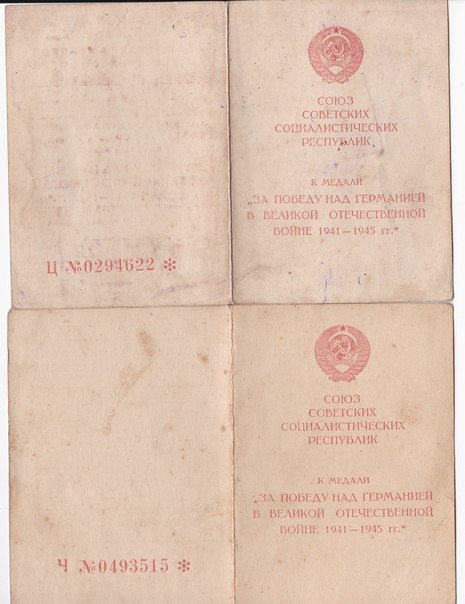 СОЮЗ
СОВЕТСКИХ
СОЦИАЛИСТИЧЕСКИХ
РЕСПУБЛИК
К МЕДАЛИ
„ЗА ПОБЕДУ НАД ГЕРМАНИЕЙ
В ВЕЛИКОЙ ОТЕЧЕСТВЕННОЙ
ВОЙНЕ 1941—1945 гг.“
Ц №0294622 *
СОЮЗ
СОВЕТСКИХ
СОЦИАЛИСТИЧЕСКИХ
РЕСПУБЛИК
К МЕДАЛИ
„ЗА ПОБЕДУ НАД ГЕРМАНИЕЙ
В ВЕЛИКОЙ ОТЕЧЕСТВЕННОЙ
ВОЙНЕ 1941—1945 гг.“
Ч №0493515 *